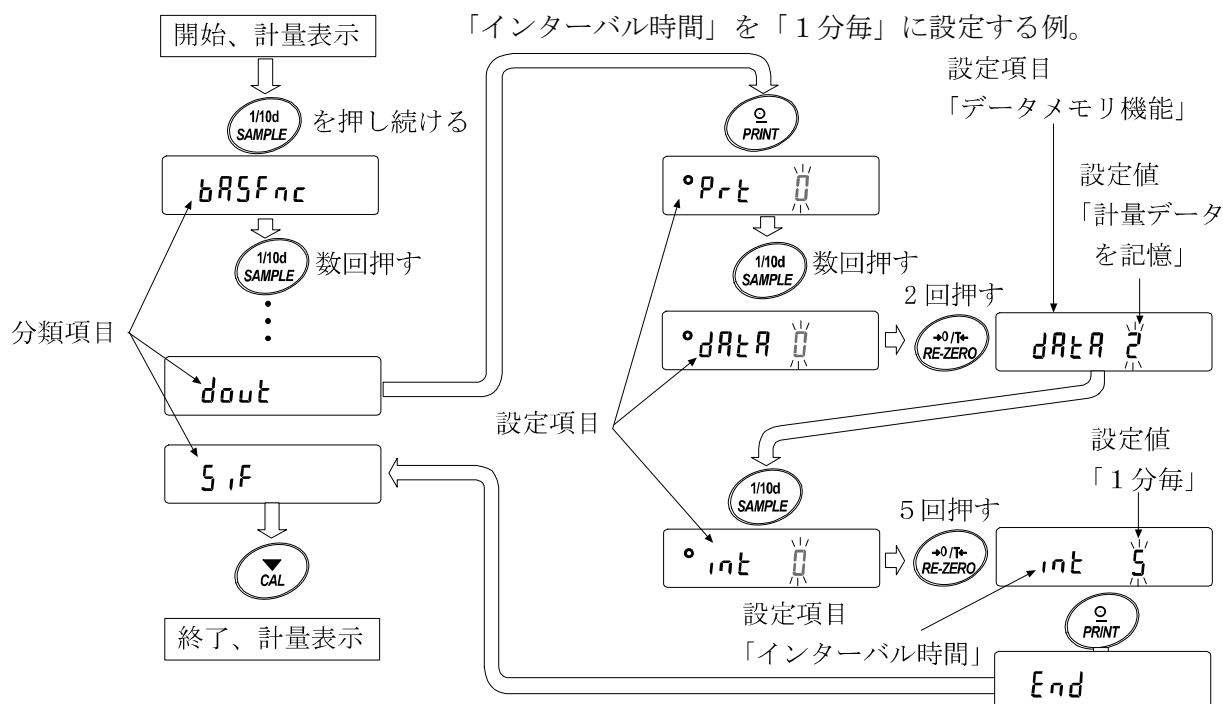 「インターバル時間」を「1分毎」に設定する例。
開始、計量表示
1/10d
SAMPLE
を押し続ける
bASFnc
1/10d
SAMPLE
数回押す
分類項目
dout
S iF
CAL
終了、計量表示
PRINT
Prt 0
1/10d
SAMPLE
数回押す
設定項目
dAtA 0
2回押す
→0/T←
RE-ZERO
設定項目
「データメモリ機能」
設定値
「計量データ
を記憶」
dAtA 2
1/10d
SAMPLE
int 0
5回押す
→0/T←
RE-ZERO
設定値
「1分毎」
int 5
設定項目
「インターバル時間」
PRINT
End